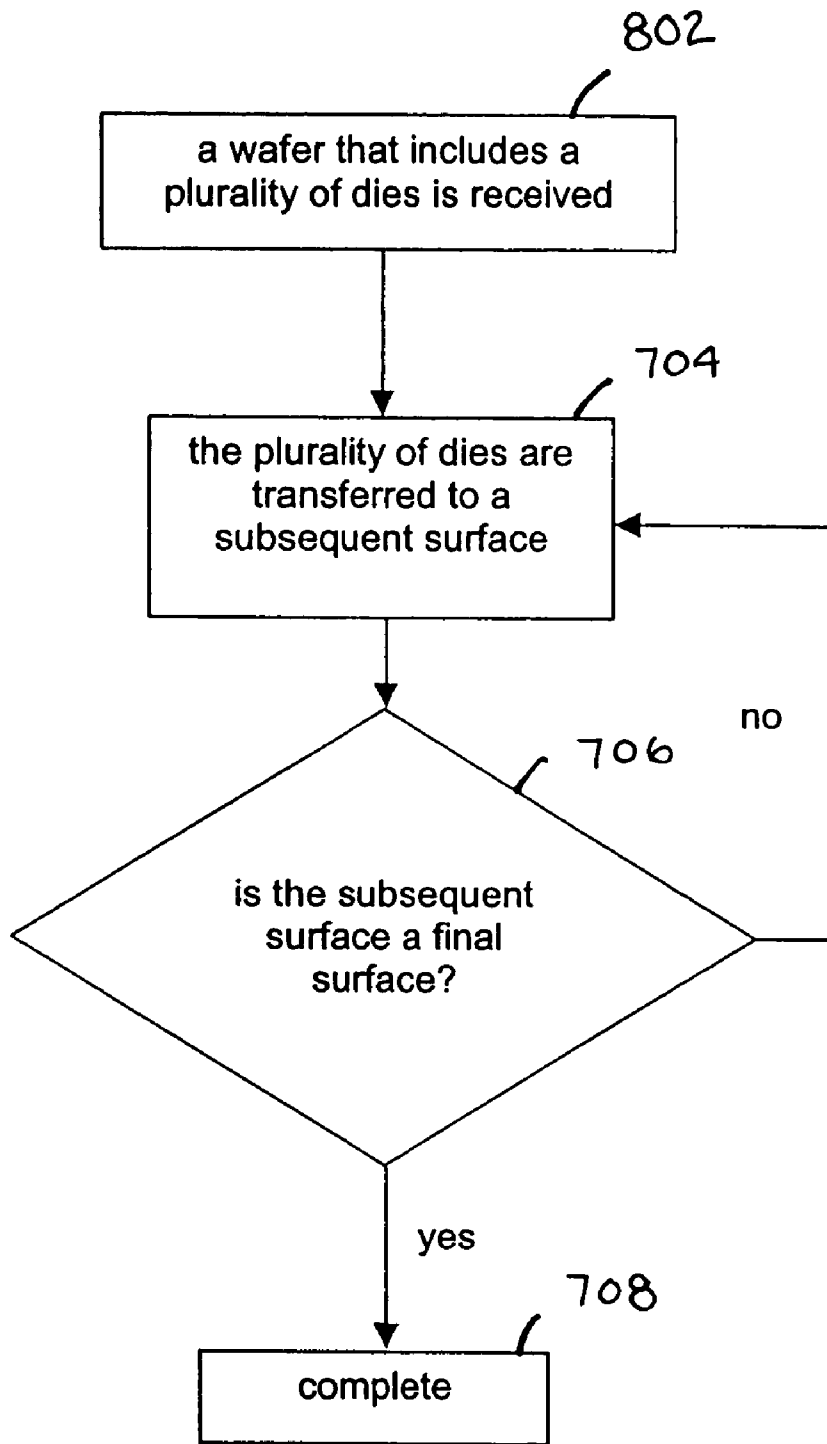 802
a wafer that includes a
plurality of dies is received
704
the plurality of dies are
transferred to a
subsequent surface
no
706
is the subsequent
surface a final
surface?
yes
708
complete